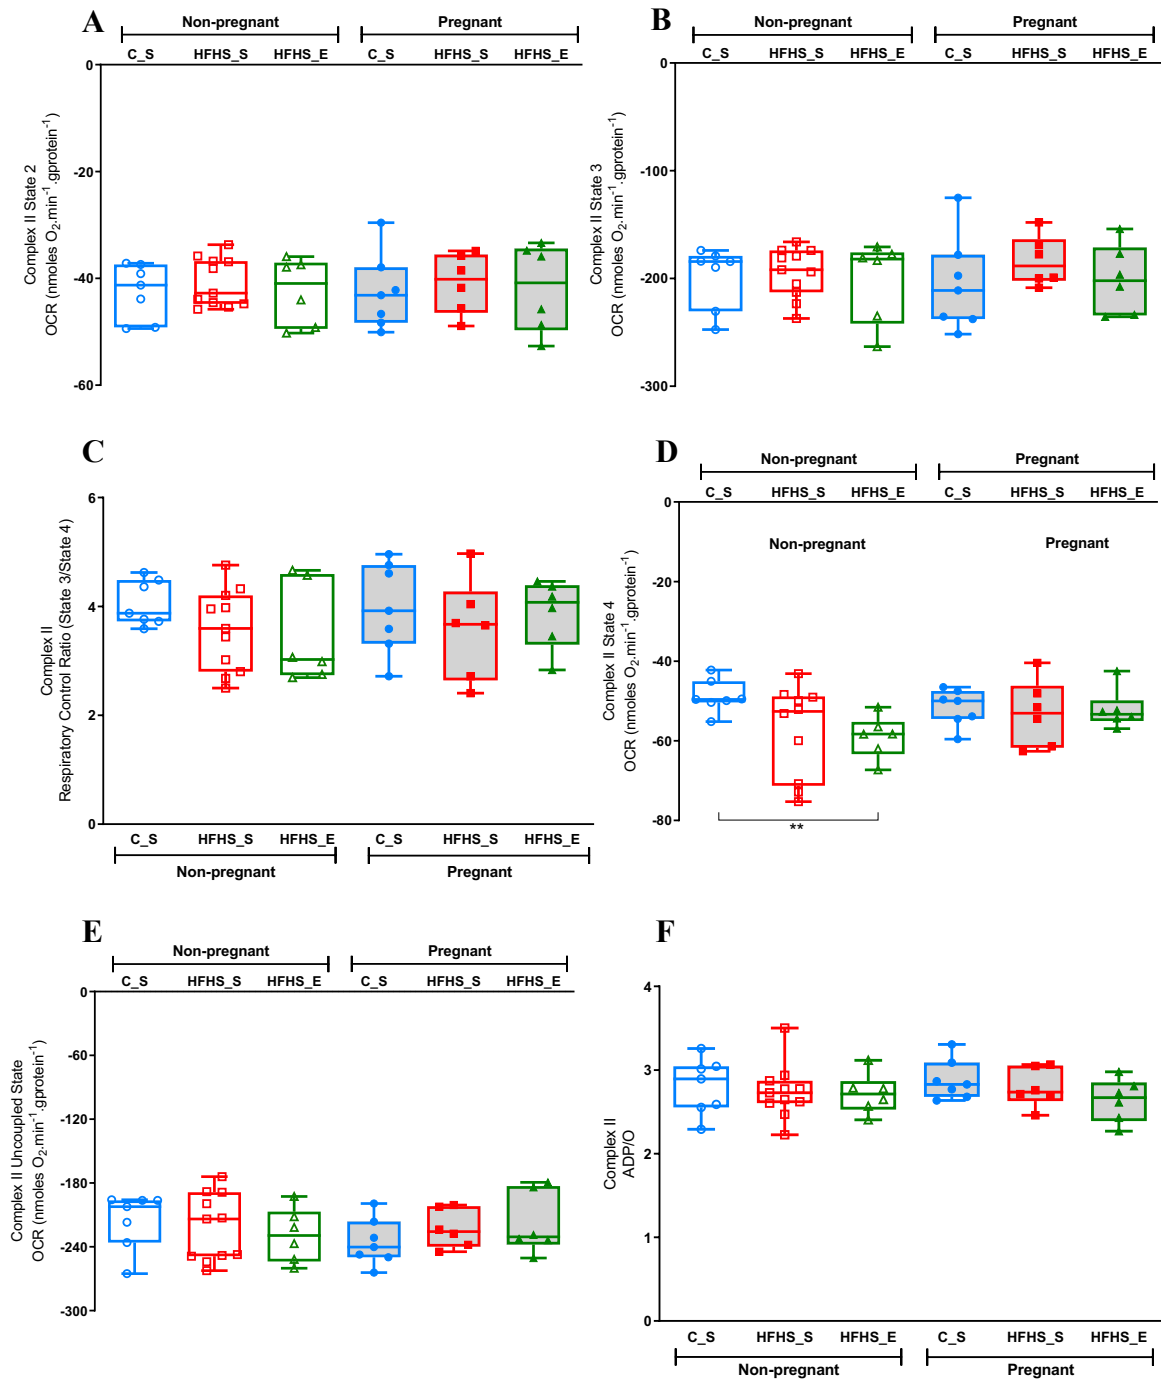 A
Non-pregnant
Pregnant
C_S
HFHS_S
HFHS_E
C_S
HFHS_S
HFHS_E
0
-20
-40
-60
Complex II State 2
OCR (nmoles O₂.min⁻¹.gprotein⁻¹)
B
Non-pregnant
Pregnant
C_S
HFHS_S
HFHS_E
C_S
HFHS_S
HFHS_E
0
-100
-200
-300
Complex II State 3
OCR (nmoles O₂.min⁻¹.gprotein⁻¹)
C
6
4
2
0
Complex II
Respiratory Control Ratio (State 3/State 4)
C_S
HFHS_S
HFHS_E
C_S
HFHS_S
HFHS_E
Non-pregnant
Pregnant
D
Non-pregnant
Pregnant
C_S
HFHS_S
HFHS_E
C_S
HFHS_S
HFHS_E
Non-pregnant
Pregnant
0
-20
-40
-60
-80
Complex II State 4
OCR (nmoles O₂.min⁻¹.gprotein⁻¹)
**
E
Non-pregnant
Pregnant
C_S
HFHS_S
HFHS_E
C_S
HFHS_S
HFHS_E
0
-60
-120
-180
-240
-300
Complex II Uncoupled State
OCR (nmoles O₂.min⁻¹.gprotein⁻¹)
F
4
3
2
1
0
Complex II
ADP/O
C_S
HFHS_S
HFHS_E
C_S
HFHS_S
HFHS_E
Non-pregnant
Pregnant